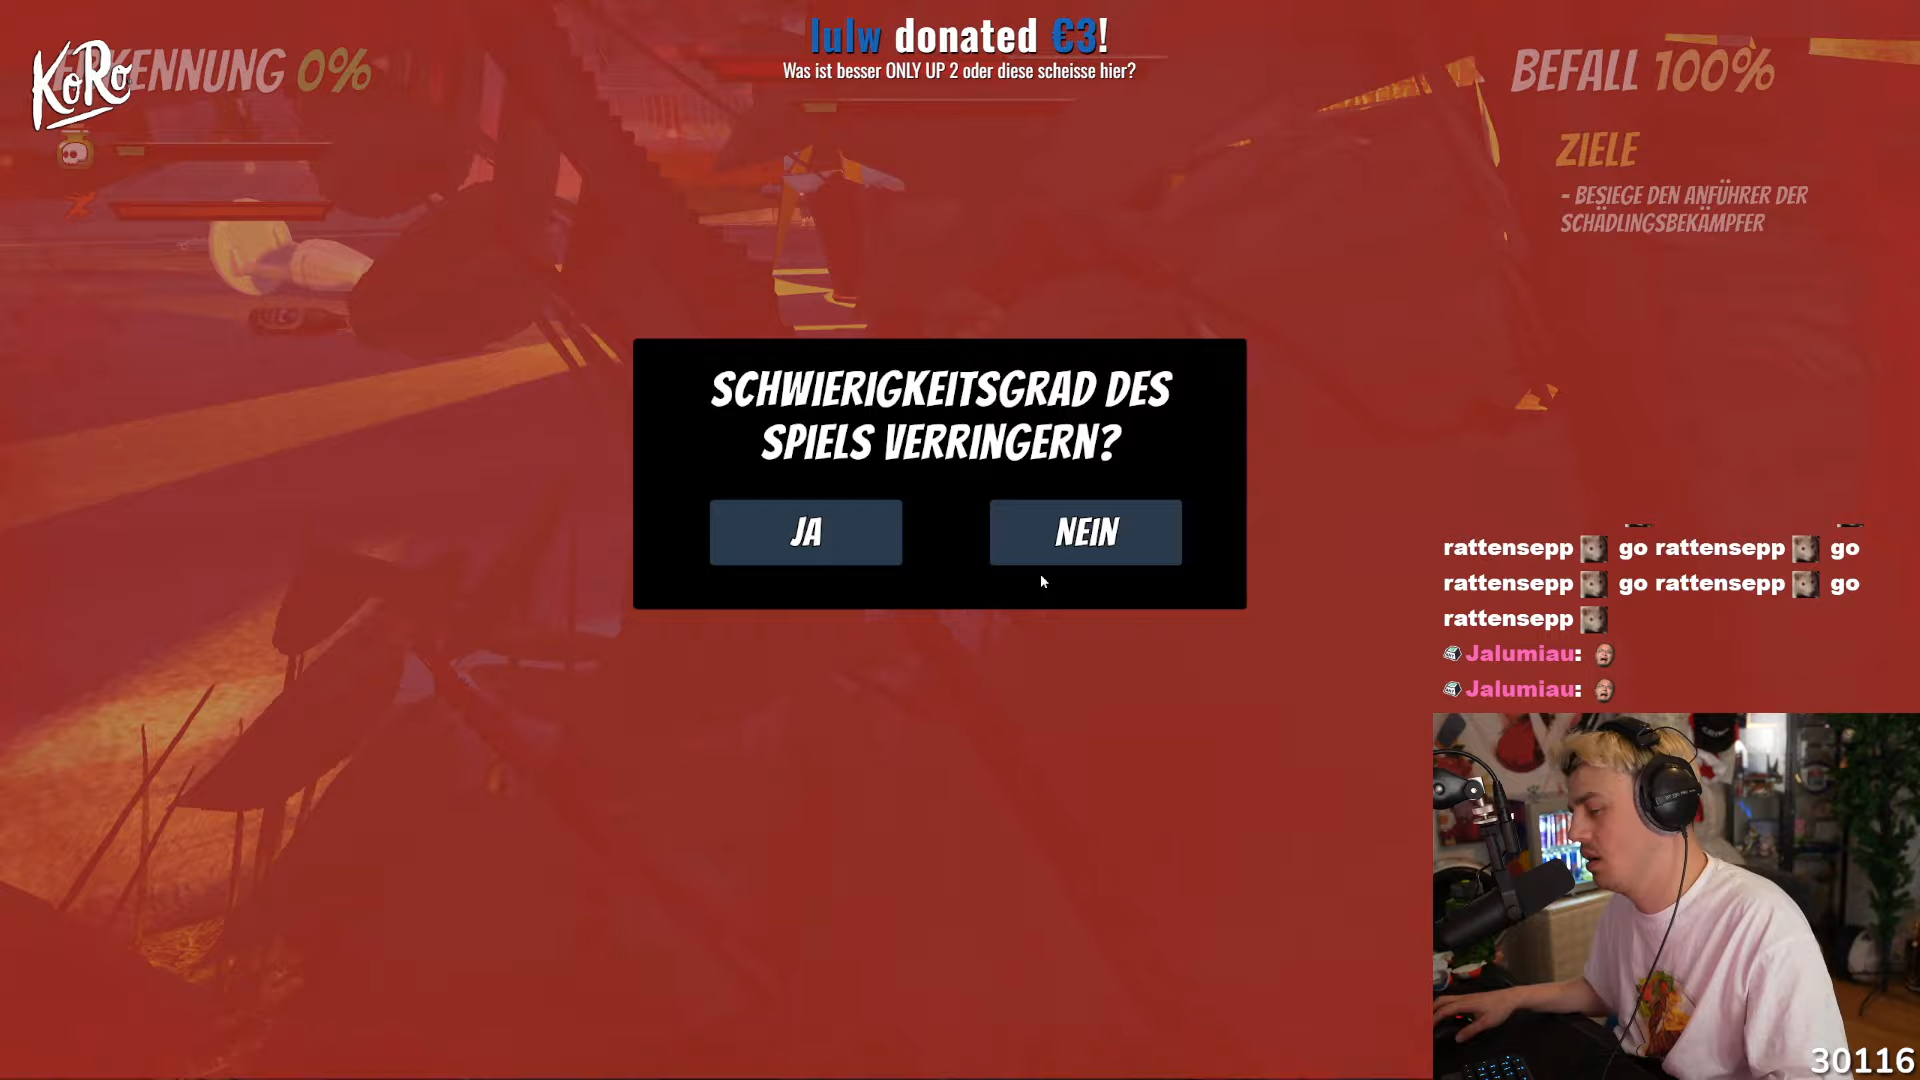 lulw donated €3!
Was ist besser ONLY UP 2 oder diese scheisse hier?
KoRo
ERKENNUNG 0%
BEFALL 100%
ZIELE
- BESIEGE DEN ANFÜHRER DER
SCHÄDLINGSBEKÄMPFER
SCHWIERIGKEITSGRAD DES
SPIELS VERRINGERN?
JA
NEIN
rattensepp go rattensepp go
rattensepp go rattensepp go
rattensepp
Jalumiau:
Jalumiau:
30116